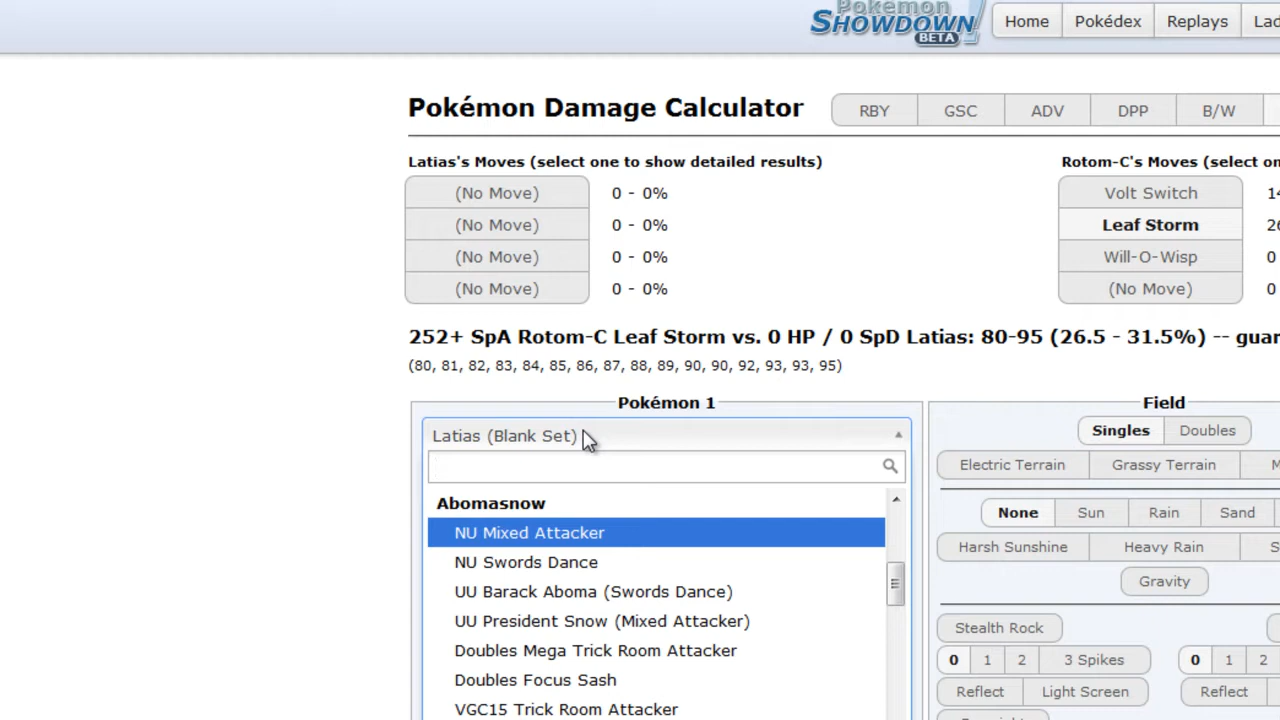 Pokémon
SHOWDOWN
BETA
Home Pokédex Replays Lad
Pokémon Damage Calculator
RBY GSC ADV DPP B/W
Latias's Moves (select one to show detailed results)
(No Move) 0 - 0%
(No Move) 0 - 0%
(No Move) 0 - 0%
(No Move) 0 - 0%
Rotom-C's Moves (select on
Volt Switch 14
Leaf Storm 26
Will-O-Wisp 0
(No Move) 0
252+ SpA Rotom-C Leaf Storm vs. 0 HP / 0 SpD Latias: 80-95 (26.5 - 31.5%) -- guar
(80, 81, 82, 83, 84, 85, 86, 87, 88, 89, 90, 90, 92, 93, 93, 95)
Pokémon 1
Latias (Blank Set)
Abomasnow
NU Mixed Attacker
NU Swords Dance
UU Barack Aboma (Swords Dance)
UU President Snow (Mixed Attacker)
Doubles Mega Trick Room Attacker
Doubles Focus Sash
VGC15 Trick Room Attacker
Field
Singles Doubles
Electric Terrain Grassy Terrain M
None Sun Rain Sand
Harsh Sunshine Heavy Rain S
Gravity
Stealth Rock
0 1 2 3 Spikes 0 1 2
Reflect Light Screen Reflect